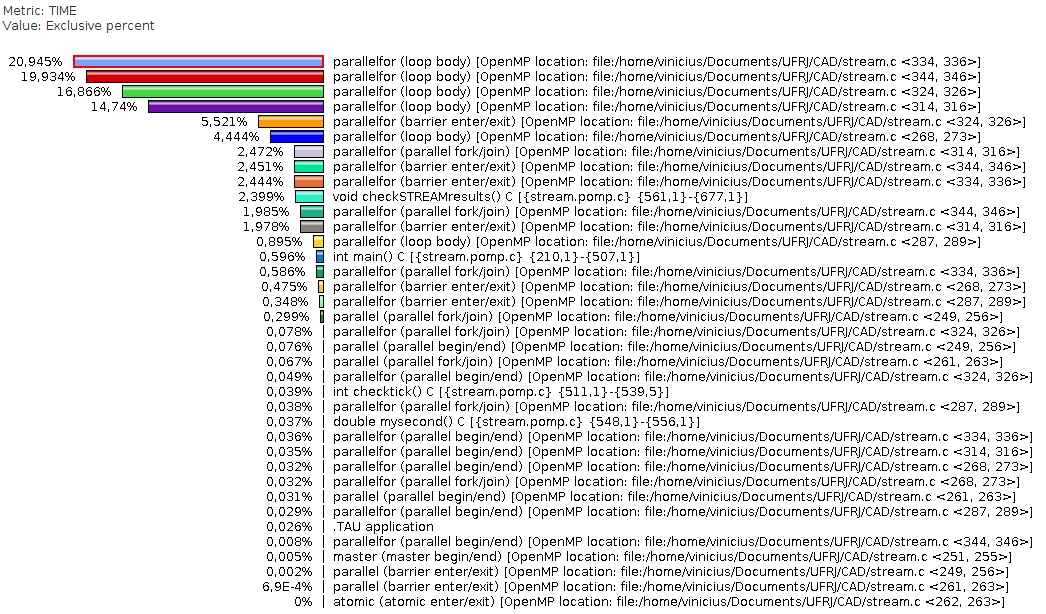 Metric: TIME
Value: Exclusive percent
20,945% parallelfor (loop body) [OpenMP location: file:/home/vinicius/Documents/UFRJ/CAD/stream.c <334, 336>]
19,934% parallelfor (loop body) [OpenMP location: file:/home/vinicius/Documents/UFRJ/CAD/stream.c <344, 346>]
16,866% parallelfor (loop body) [OpenMP location: file:/home/vinicius/Documents/UFRJ/CAD/stream.c <324, 326>]
14,74% parallelfor (loop body) [OpenMP location: file:/home/vinicius/Documents/UFRJ/CAD/stream.c <314, 316>]
5,521% parallelfor (barrier enter/exit) [OpenMP location: file:/home/vinicius/Documents/UFRJ/CAD/stream.c <324, 326>]
4,444% parallelfor (loop body) [OpenMP location: file:/home/vinicius/Documents/UFRJ/CAD/stream.c <268, 273>]
2,472% parallelfor (parallel fork/join) [OpenMP location: file:/home/vinicius/Documents/UFRJ/CAD/stream.c <314, 316>]
2,451% parallelfor (barrier enter/exit) [OpenMP location: file:/home/vinicius/Documents/UFRJ/CAD/stream.c <344, 346>]
2,444% parallelfor (barrier enter/exit) [OpenMP location: file:/home/vinicius/Documents/UFRJ/CAD/stream.c <334, 336>]
2,399% void checkSTREAMresults() C [{stream.pomp.c} {561,1}-{677,1}]
1,985% parallelfor (parallel fork/join) [OpenMP location: file:/home/vinicius/Documents/UFRJ/CAD/stream.c <344, 346>]
1,978% parallelfor (barrier enter/exit) [OpenMP location: file:/home/vinicius/Documents/UFRJ/CAD/stream.c <314, 316>]
0,895% parallelfor (loop body) [OpenMP location: file:/home/vinicius/Documents/UFRJ/CAD/stream.c <287, 289>]
0,596% int main() C [{stream.pomp.c} {210,1}-{507,1}]
0,586% parallelfor (parallel fork/join) [OpenMP location: file:/home/vinicius/Documents/UFRJ/CAD/stream.c <334, 336>]
0,475% parallelfor (barrier enter/exit) [OpenMP location: file:/home/vinicius/Documents/UFRJ/CAD/stream.c <268, 273>]
0,348% parallelfor (barrier enter/exit) [OpenMP location: file:/home/vinicius/Documents/UFRJ/CAD/stream.c <287, 289>]
0,299% parallel (parallel fork/join) [OpenMP location: file:/home/vinicius/Documents/UFRJ/CAD/stream.c <249, 256>]
0,078% parallelfor (parallel fork/join) [OpenMP location: file:/home/vinicius/Documents/UFRJ/CAD/stream.c <324, 326>]
0,076% parallel (parallel begin/end) [OpenMP location: file:/home/vinicius/Documents/UFRJ/CAD/stream.c <249, 256>]
0,067% parallel (parallel fork/join) [OpenMP location: file:/home/vinicius/Documents/UFRJ/CAD/stream.c <261, 263>]
0,049% parallelfor (parallel begin/end) [OpenMP location: file:/home/vinicius/Documents/UFRJ/CAD/stream.c <324, 326>]
0,039% int checktick() C [{stream.pomp.c} {511,1}-{539,5}]
0,038% parallelfor (parallel fork/join) [OpenMP location: file:/home/vinicius/Documents/UFRJ/CAD/stream.c <287, 289>]
0,037% double mysecond() C [{stream.pomp.c} {548,1}-{556,1}]
0,036% parallelfor (parallel begin/end) [OpenMP location: file:/home/vinicius/Documents/UFRJ/CAD/stream.c <334, 336>]
0,035% parallelfor (parallel begin/end) [OpenMP location: file:/home/vinicius/Documents/UFRJ/CAD/stream.c <314, 316>]
0,032% parallelfor (parallel begin/end) [OpenMP location: file:/home/vinicius/Documents/UFRJ/CAD/stream.c <268, 273>]
0,032% parallelfor (parallel fork/join) [OpenMP location: file:/home/vinicius/Documents/UFRJ/CAD/stream.c <268, 273>]
0,031% parallel (parallel begin/end) [OpenMP location: file:/home/vinicius/Documents/UFRJ/CAD/stream.c <261, 263>]
0,029% parallelfor (parallel begin/end) [OpenMP location: file:/home/vinicius/Documents/UFRJ/CAD/stream.c <287, 289>]
0,026% .TAU application
0,008% parallelfor (parallel begin/end) [OpenMP location: file:/home/vinicius/Documents/UFRJ/CAD/stream.c <344, 346>]
0,005% master (master begin/end) [OpenMP location: file:/home/vinicius/Documents/UFRJ/CAD/stream.c <251, 255>]
0,002% parallel (barrier enter/exit) [OpenMP location: file:/home/vinicius/Documents/UFRJ/CAD/stream.c <249, 256>]
6,9E-4% parallel (barrier enter/exit) [OpenMP location: file:/home/vinicius/Documents/UFRJ/CAD/stream.c <261, 263>]
0% atomic (atomic enter/exit) [OpenMP location: file:/home/vinicius/Documents/UFRJ/CAD/stream.c <262, 263>]